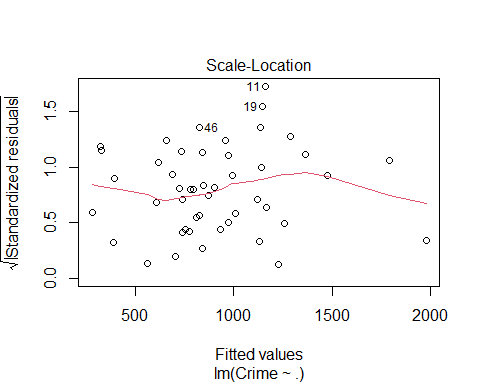 Scale-Location
√|Standardized residuals|
1.5
1.0
0.5
0.0
11
19
46
500 1000 1500 2000
Fitted values
lm(Crime ~ .)